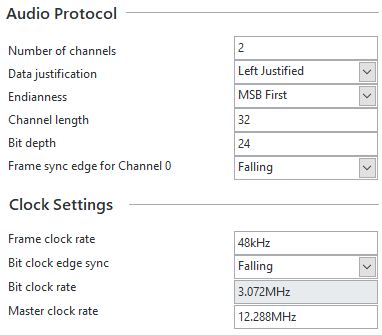 Audio Protocol
Number of channels 2
Data justification Left Justified
Endianness MSB First
Channel length 32
Bit depth 24
Frame sync edge for Channel 0 Falling
Clock Settings
Frame clock rate 48kHz
Bit clock edge sync Falling
Bit clock rate 3.072MHz
Master clock rate 12.288MHz